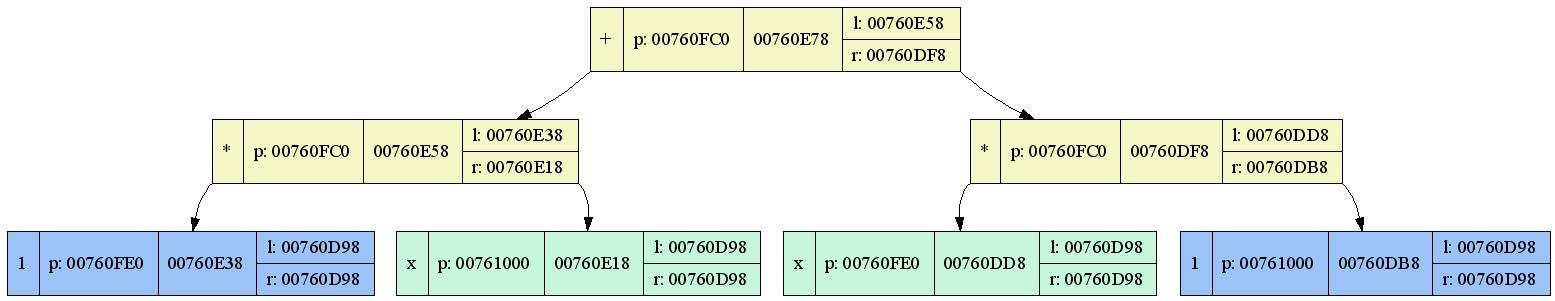 + p: 00760FC0 00760E78 l: 00760E58
r: 00760DF8
* p: 00760FC0 00760E58 l: 00760E38
r: 00760E18
* p: 00760FC0 00760DF8 l: 00760DD8
r: 00760DB8
1 p: 00760FE0 00760E38 l: 00760D98
r: 00760D98
x p: 00761000 00760E18 l: 00760D98
r: 00760D98
x p: 00760FE0 00760DD8 l: 00760D98
r: 00760D98
1 p: 00761000 00760DB8 l: 00760D98
r: 00760D98